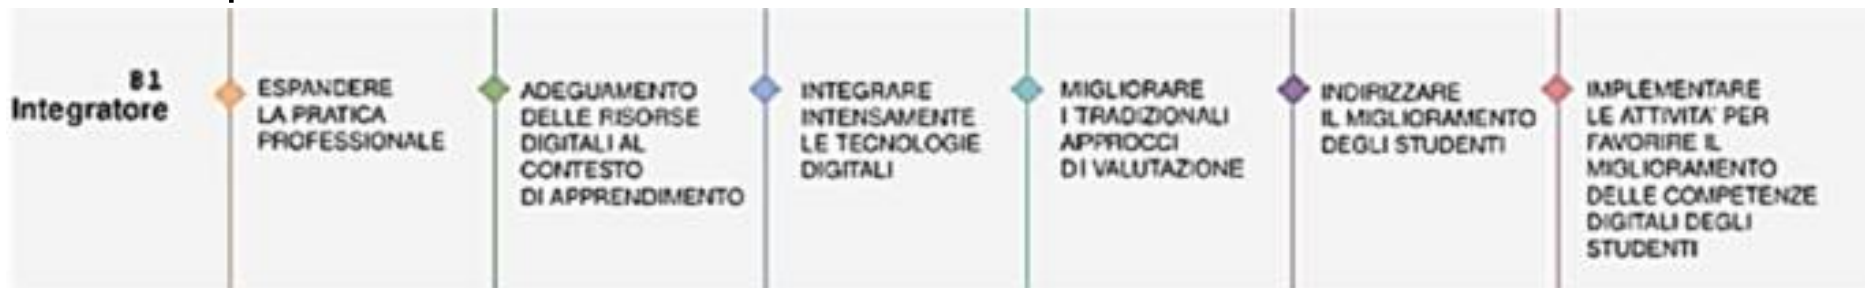 B1
Integratore
ESPANDERE
LA PRATICA
PROFESSIONALE
ADEGUAMENTO
DELLE RISORSE
DIGITALI AL
CONTESTO
DI APPRENDIMENTO
INTEGRARE
INTENSAMENTE
LE TECNOLOGIE
DIGITALI
MIGLIORARE
I TRADIZIONALI
APPROCCI
DI VALUTAZIONE
INDIRIZZARE
IL MIGLIORAMENTO
DEGLI STUDENTI
IMPLEMENTARE
LE ATTIVITA' PER
FAVORIRE IL
MIGLIORAMENTO
DELLE COMPETENZE
DIGITALI DEGLI
STUDENTI